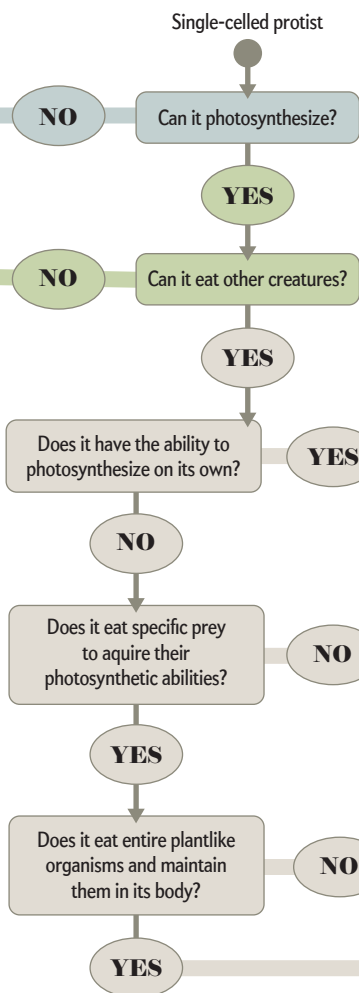 Single-celled protist
NO
Can it photosynthesize?
YES
NO
Can it eat other creatures?
YES
Does it have the ability to
photosynthesize on its own?
YES
NO
Does it eat specific prey
to aquire their
photosynthetic abilities?
NO
YES
Does it eat entire plantlike
organisms and maintain
them in its body?
NO
YES